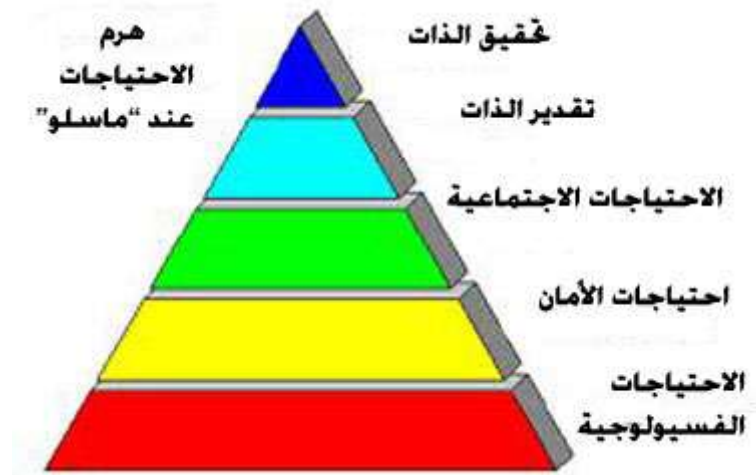 هرم
الاحتياجات
عند “ماسلو”
تحقيق الذات
تقدير الذات
الاحتياجات الاجتماعية
احتياجات الأمان
الاحتياجات
الفسيولوجية